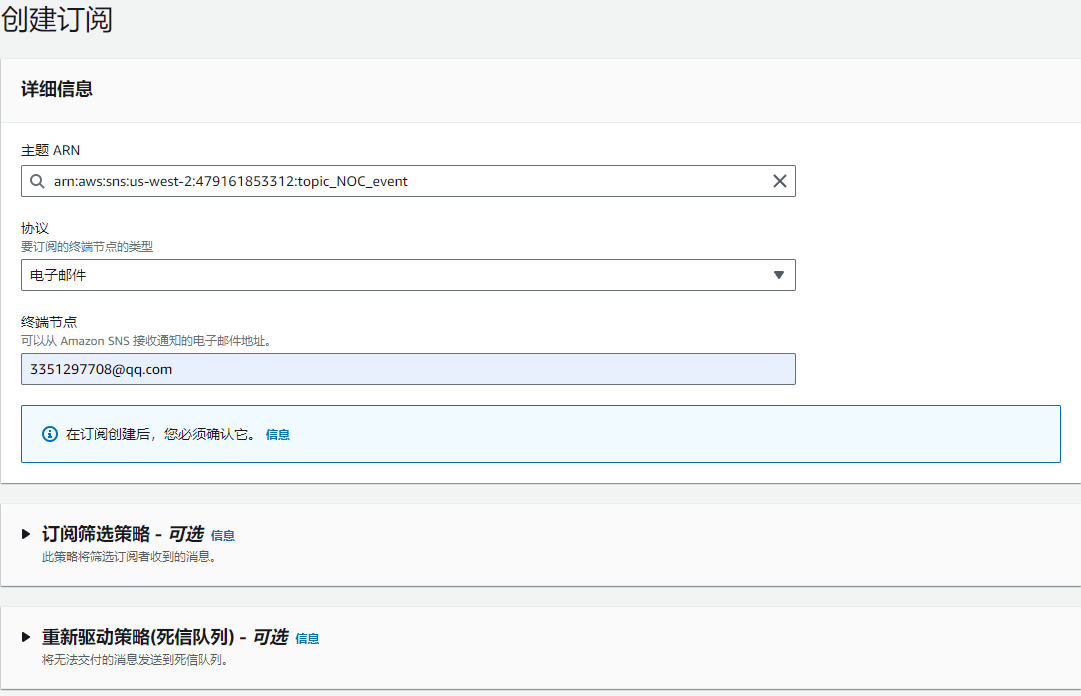 创建订阅
详细信息
主题 ARN
arn:aws:sns:us-west-2:479161853312:topic_NOC_event
协议
要订阅的终端节点的类型
电子邮件
终端节点
可以从 Amazon SNS 接收通知的电子邮件地址。
3351297708@qq.com
在订阅创建后，您必须确认它。 信息
订阅筛选策略 - 可选 信息
此策略将筛选订阅者收到的消息。
重新驱动策略(死信队列) - 可选 信息
将无法交付的消息发送到死信队列。